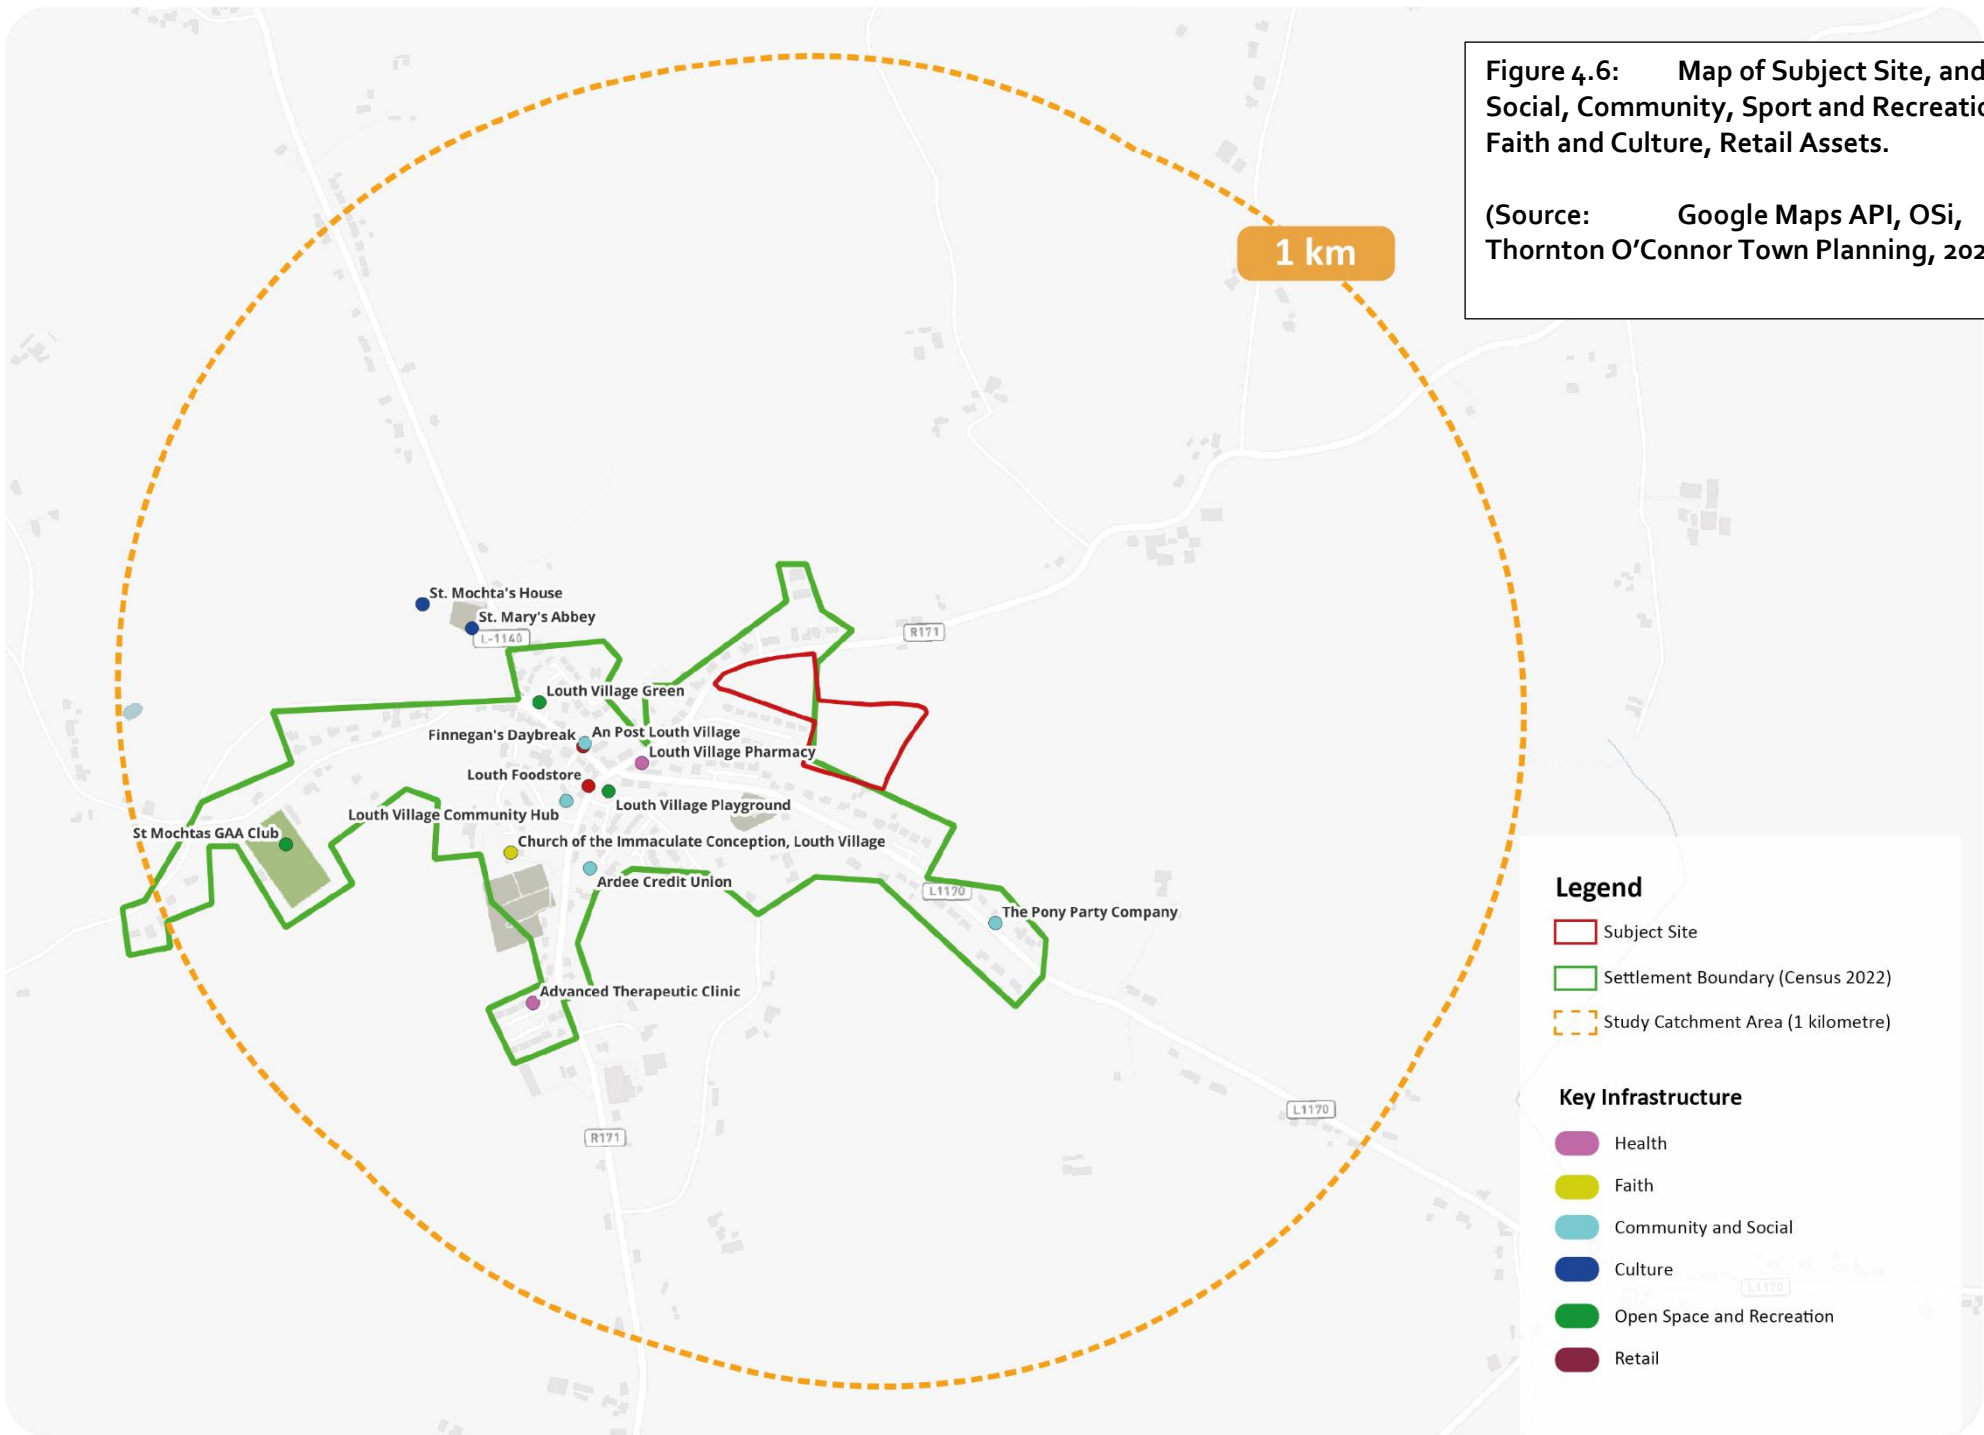 Figure 4.6: Map of Subject Site, and
Social, Community, Sport and Recreatio
Faith and Culture, Retail Assets.
(Source: Google Maps API, OSi,
Thornton O'Connor Town Planning, 202
1 km
St. Mochta's House
St. Mary's Abbey
L-1140
R171
Louth Village Green
Finnegan's Daybreak
An Post Louth Village
Louth Village Pharmacy
Louth Foodstore
Louth Village Playground
Louth Village Community Hub
St Mochtas GAA Club
Church of the Immaculate Conception, Louth Village
Ardee Credit Union
L1170
The Pony Party Company
Advanced Therapeutic Clinic
L1170
R171
Legend
Subject Site
Settlement Boundary (Census 2022)
Study Catchment Area (1 kilometre)
Key Infrastructure
Health
Faith
Community and Social
Culture
L1170
Open Space and Recreation
Retail